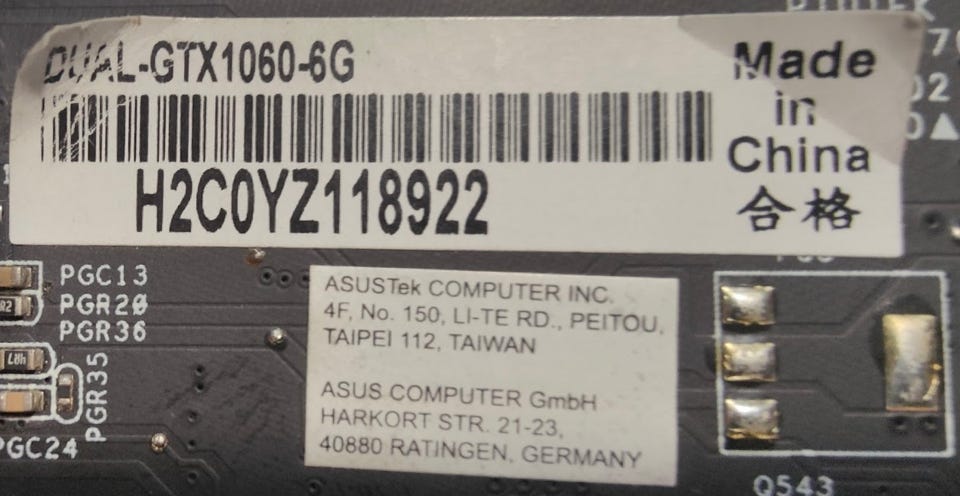 DUAL-GTX1060-6G
H2C0YZ118922
Made
in
China
合格
PGC13
PGR20
PGR36
PGR35
PGC24
ASUSTek COMPUTER INC.
4F, No. 150, LI-TE RD., PEITOU,
TAIPEI 112, TAIWAN
ASUS COMPUTER GmbH
HARKORT STR. 21-23,
40880 RATINGEN, GERMANY
Q543